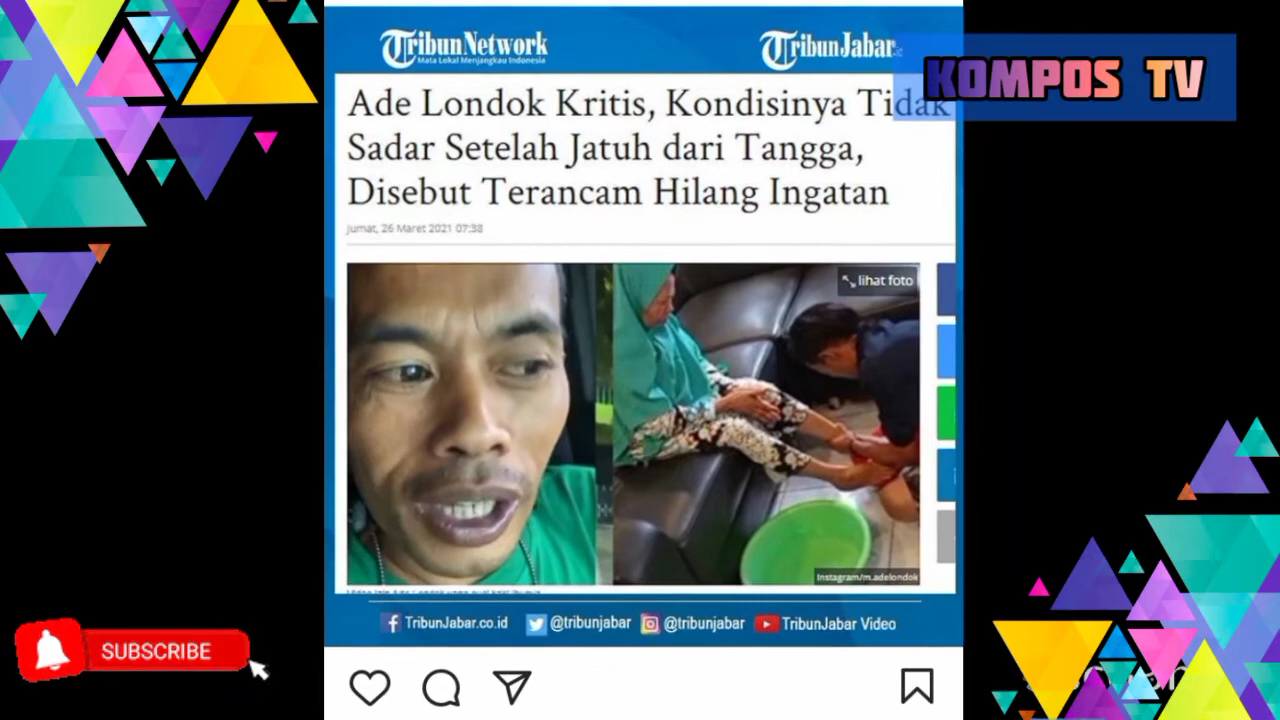 TribunNetwork
Mata Lokal Menjangkau Indonesia
TribunJabar.id
KOMPOS TV
Ade Londok Kritis, Kondisinya Tidak
Sadar Setelah Jatuh dari Tangga,
Disebut Terancam Hilang Ingatan
Jumat, 26 Maret 2021 07:38
lihat foto
Instagram/m.adelondok
TribunJabar.co.id @tribunjabar @tribunjabar TribunJabar Video
SUBSCRIBE